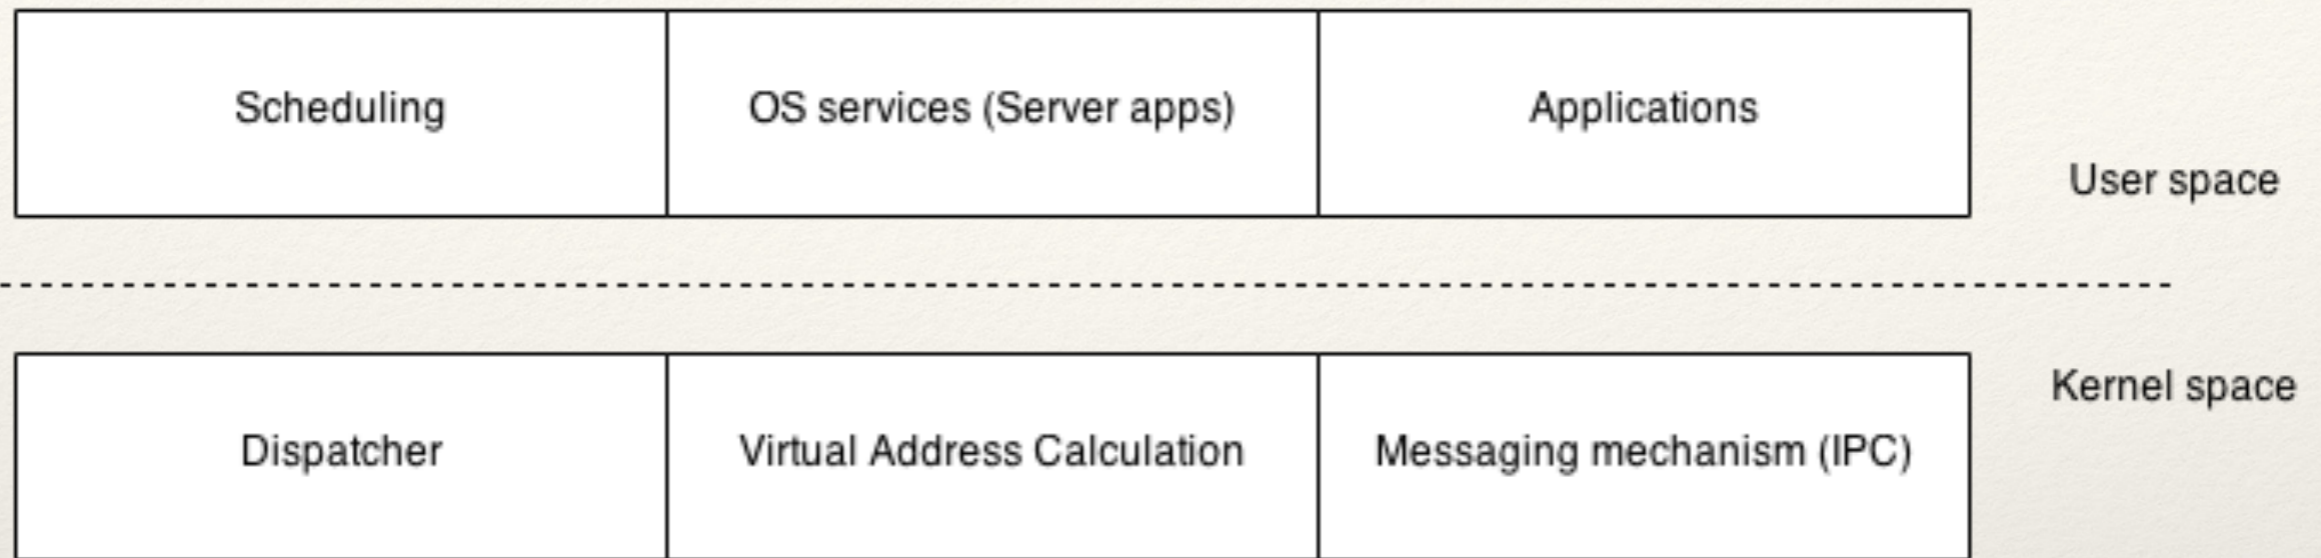 Scheduling
OS services (Server apps)
Applications
User space
Kernel space
Dispatcher
Virtual Address Calculation
Messaging mechanism (IPC)